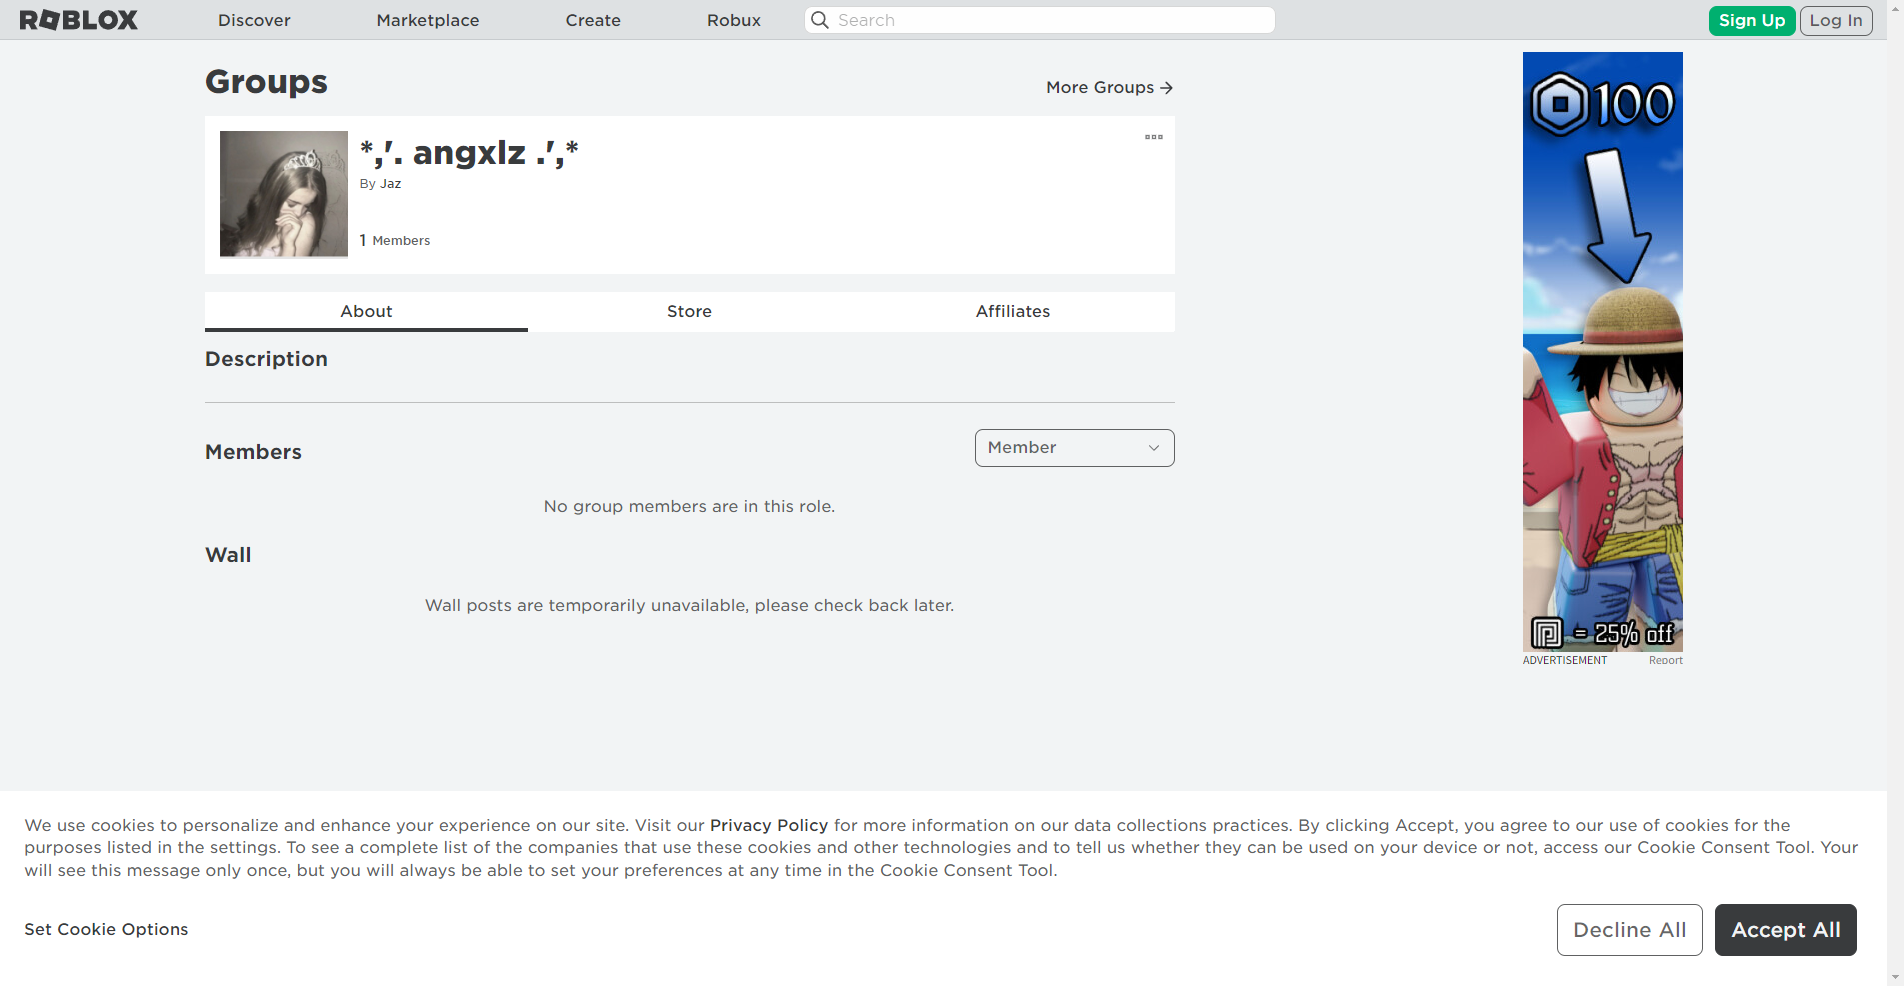 ROBLOX
Discover
Marketplace
Create
Robux
Search
Sign Up
Log In
Groups
More Groups →
*,'. angxlz .',*
By Jaz
1 Members
About
Store
Affiliates
Description
Members
Member
No group members are in this role.
Wall
Wall posts are temporarily unavailable, please check back later.
100
= 25% off
ADVERTISEMENT
Report
We use cookies to personalize and enhance your experience on our site. Visit our Privacy Policy for more information on our data collections practices. By clicking Accept, you agree to our use of cookies for the
purposes listed in the settings. To see a complete list of the companies that use these cookies and other technologies and to tell us whether they can be used on your device or not, access our Cookie Consent Tool. Your
will see this message only once, but you will always be able to set your preferences at any time in the Cookie Consent Tool.
Set Cookie Options
Decline All
Accept All